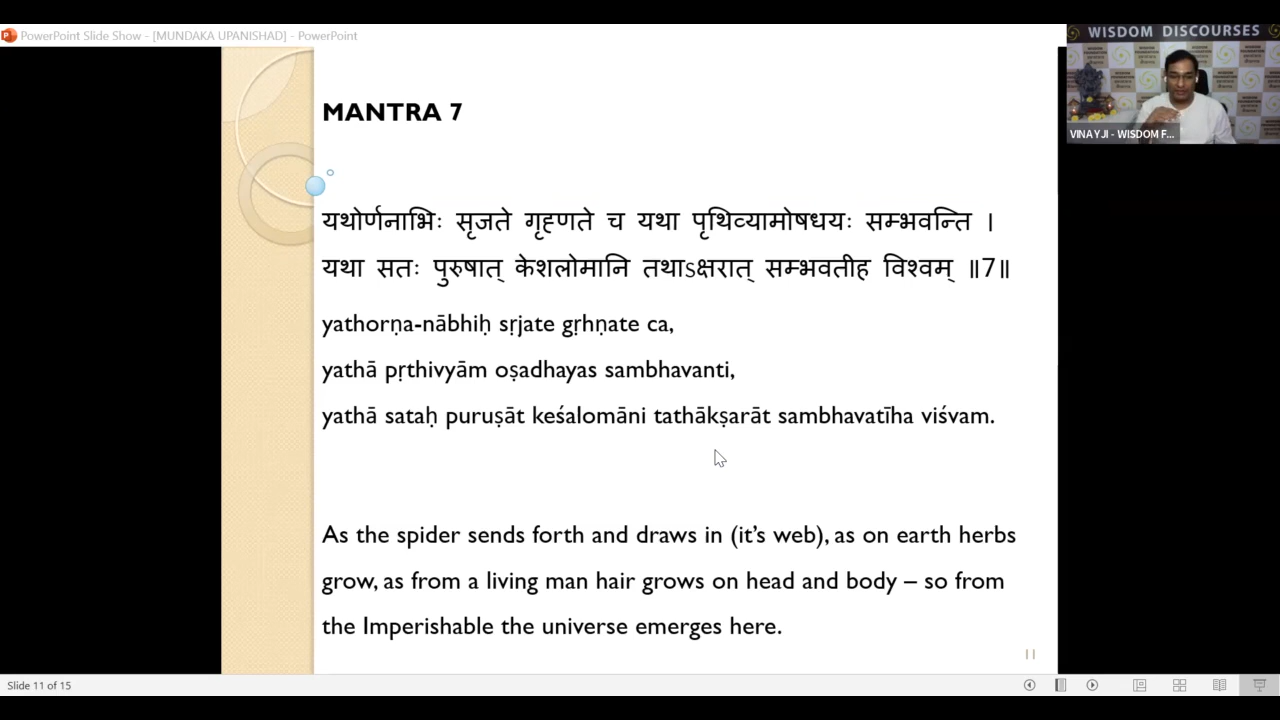 PowerPoint Slide Show - [MUNDAKA UPANISHAD] - PowerPoint
WISDOM DISCOURSES
VINAYJI - WISDOM F...
MANTRA 7
यथोर्णनाभिः सृजते गृह्णते च यथा पृथिव्यामोषधयः सम्भवन्ति ।
यथा सतः पुरुषात् केशलोमानि तथाऽक्षरात् सम्भवतीह विश्वम् ॥7॥
yathorṇa-nābhiḥ sṛjate gṛhṇate ca,
yathā pṛthivyām oṣadhayas sambhavanti,
yathā sataḥ puruṣāt keśalomāni tathākṣarāt sambhavatīha viśvam.
As the spider sends forth and draws in (it's web), as on earth herbs
grow, as from a living man hair grows on head and body – so from
the Imperishable the universe emerges here.
11
Slide 11 of 15